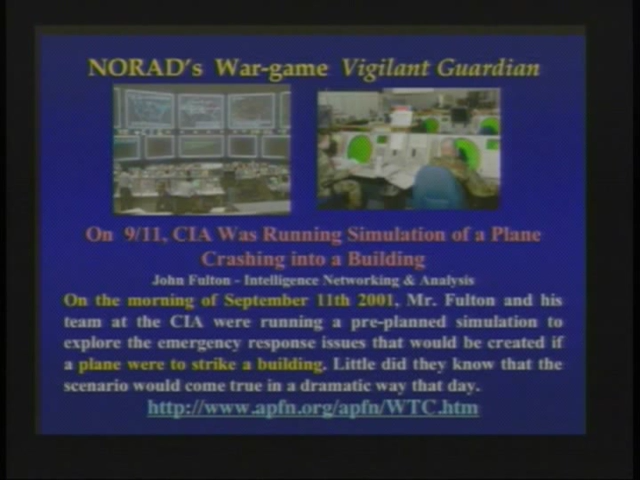 NORAD's War-game Vigilant Guardian
On 9/11, CIA Was Running Simulation of a Plane
Crashing into a Building
John Fulton - Intelligence Networking & Analysis
On the morning of September 11th 2001, Mr. Fulton and his
team at the CIA were running a pre-planned simulation to
explore the emergency response issues that would be created if
a plane were to strike a building. Little did they know that the
scenario would come true in a dramatic way that day.
http://www.apfn.org/apfn/WTC.htm